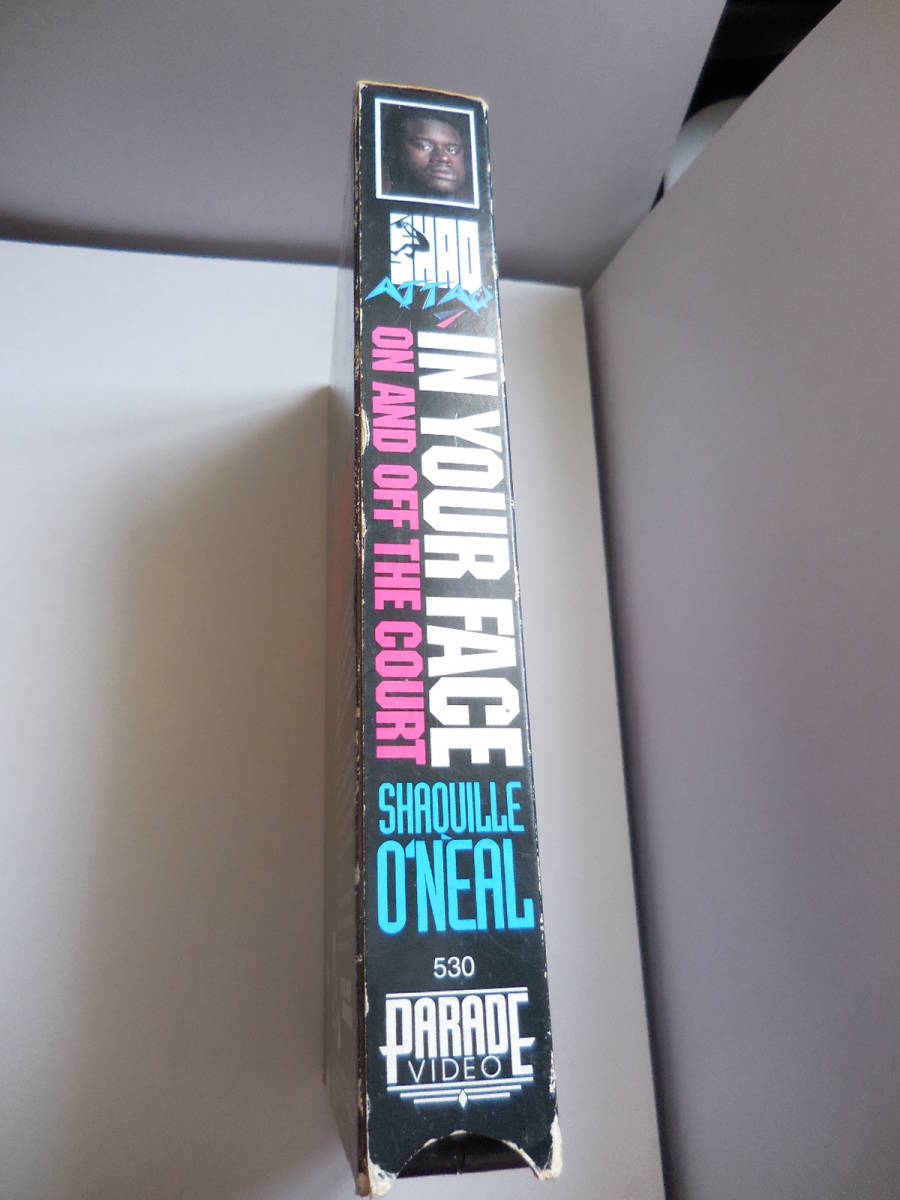 SHAQ
ATTAQ
IN YOUR FACE
ON AND OFF THE COURT
SHAQUILLE
O'NEAL
530
PARADE
VIDEO